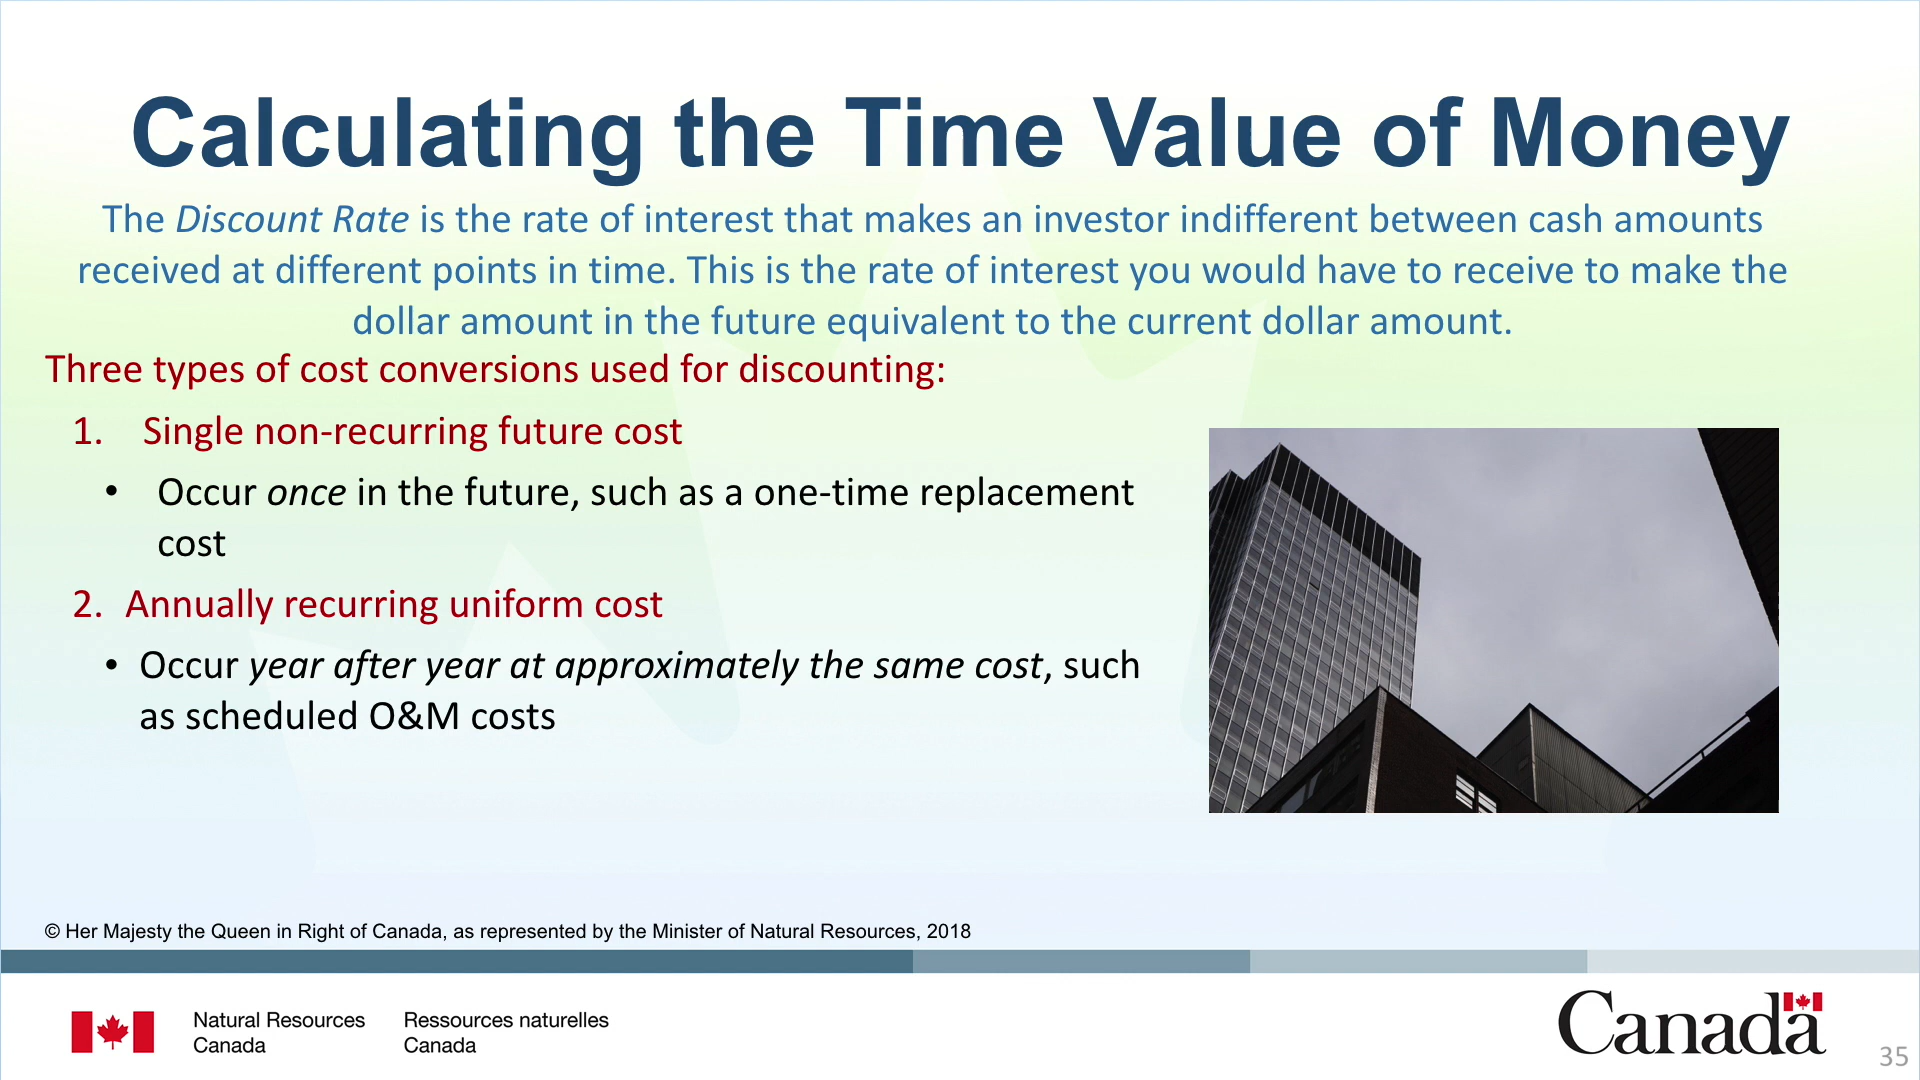 Calculating the Time Value of Money
The Discount Rate is the rate of interest that makes an investor indifferent between cash amounts
received at different points in time. This is the rate of interest you would have to receive to make the
dollar amount in the future equivalent to the current dollar amount.
Three types of cost conversions used for discounting:
1. Single non-recurring future cost
• Occur once in the future, such as a one-time replacement
cost
2. Annually recurring uniform cost
• Occur year after year at approximately the same cost, such
as scheduled O&M costs
© Her Majesty the Queen in Right of Canada, as represented by the Minister of Natural Resources, 2018
Natural Resources
Canada
Ressources naturelles
Canada
Canada
35